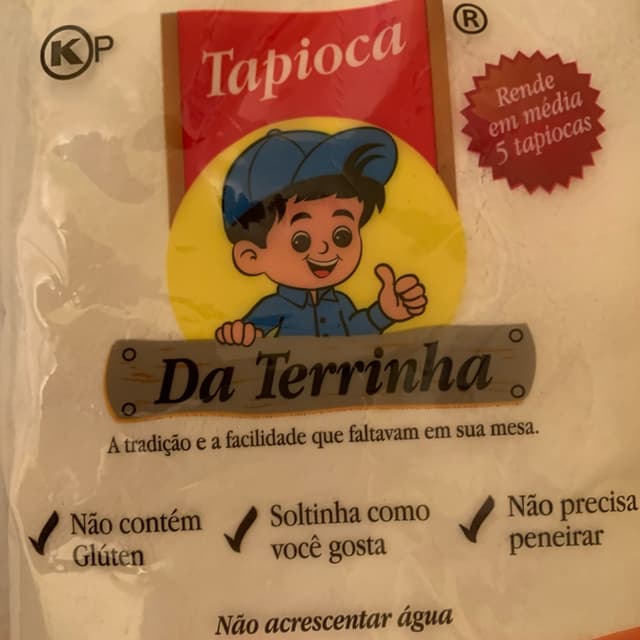 KP
Tapioca
®
Rende
em média
5 tapiocas
Da Terrinha
A tradição e a facilidade que faltavam em sua mesa.
Não contém
Glúten
Soltinha como
você gosta
Não precisa
peneirar
Não acrescentar água